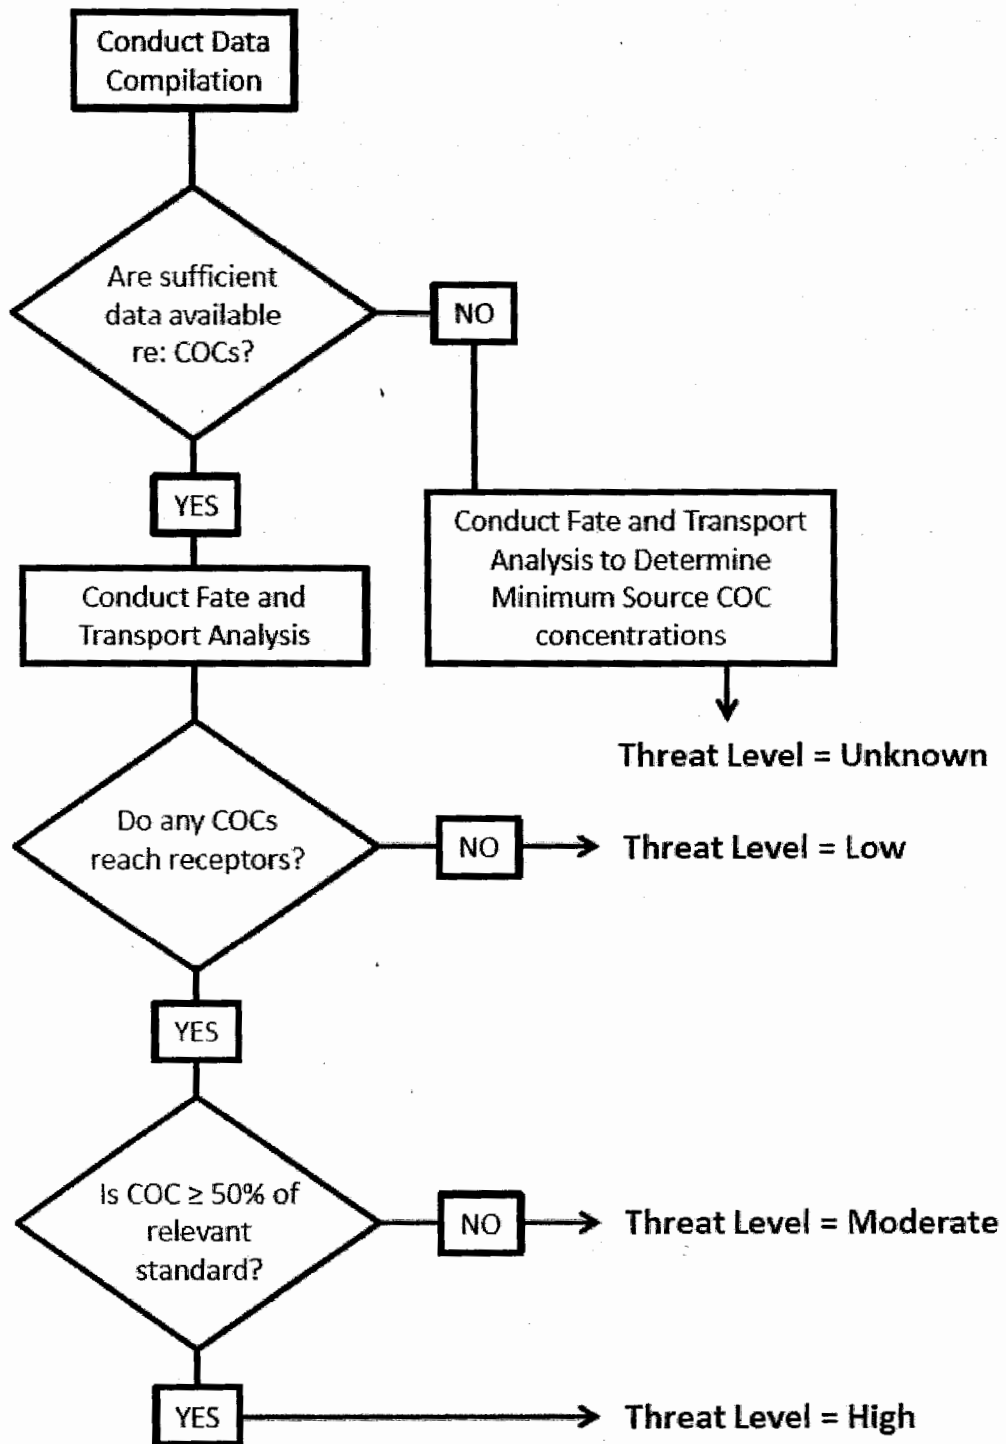 Conduct Data
Compilation
Are sufficient
data available
re: COCs?
NO
YES
Conduct Fate and Transport
Analysis to Determine
Minimum Source COC
concentrations
Conduct Fate and
Transport Analysis
Threat Level = Unknown
Do any COCs
reach receptors?
NO
Threat Level = Low
YES
Is COC ≥ 50% of
relevant
standard?
NO
Threat Level = Moderate
YES
Threat Level = High